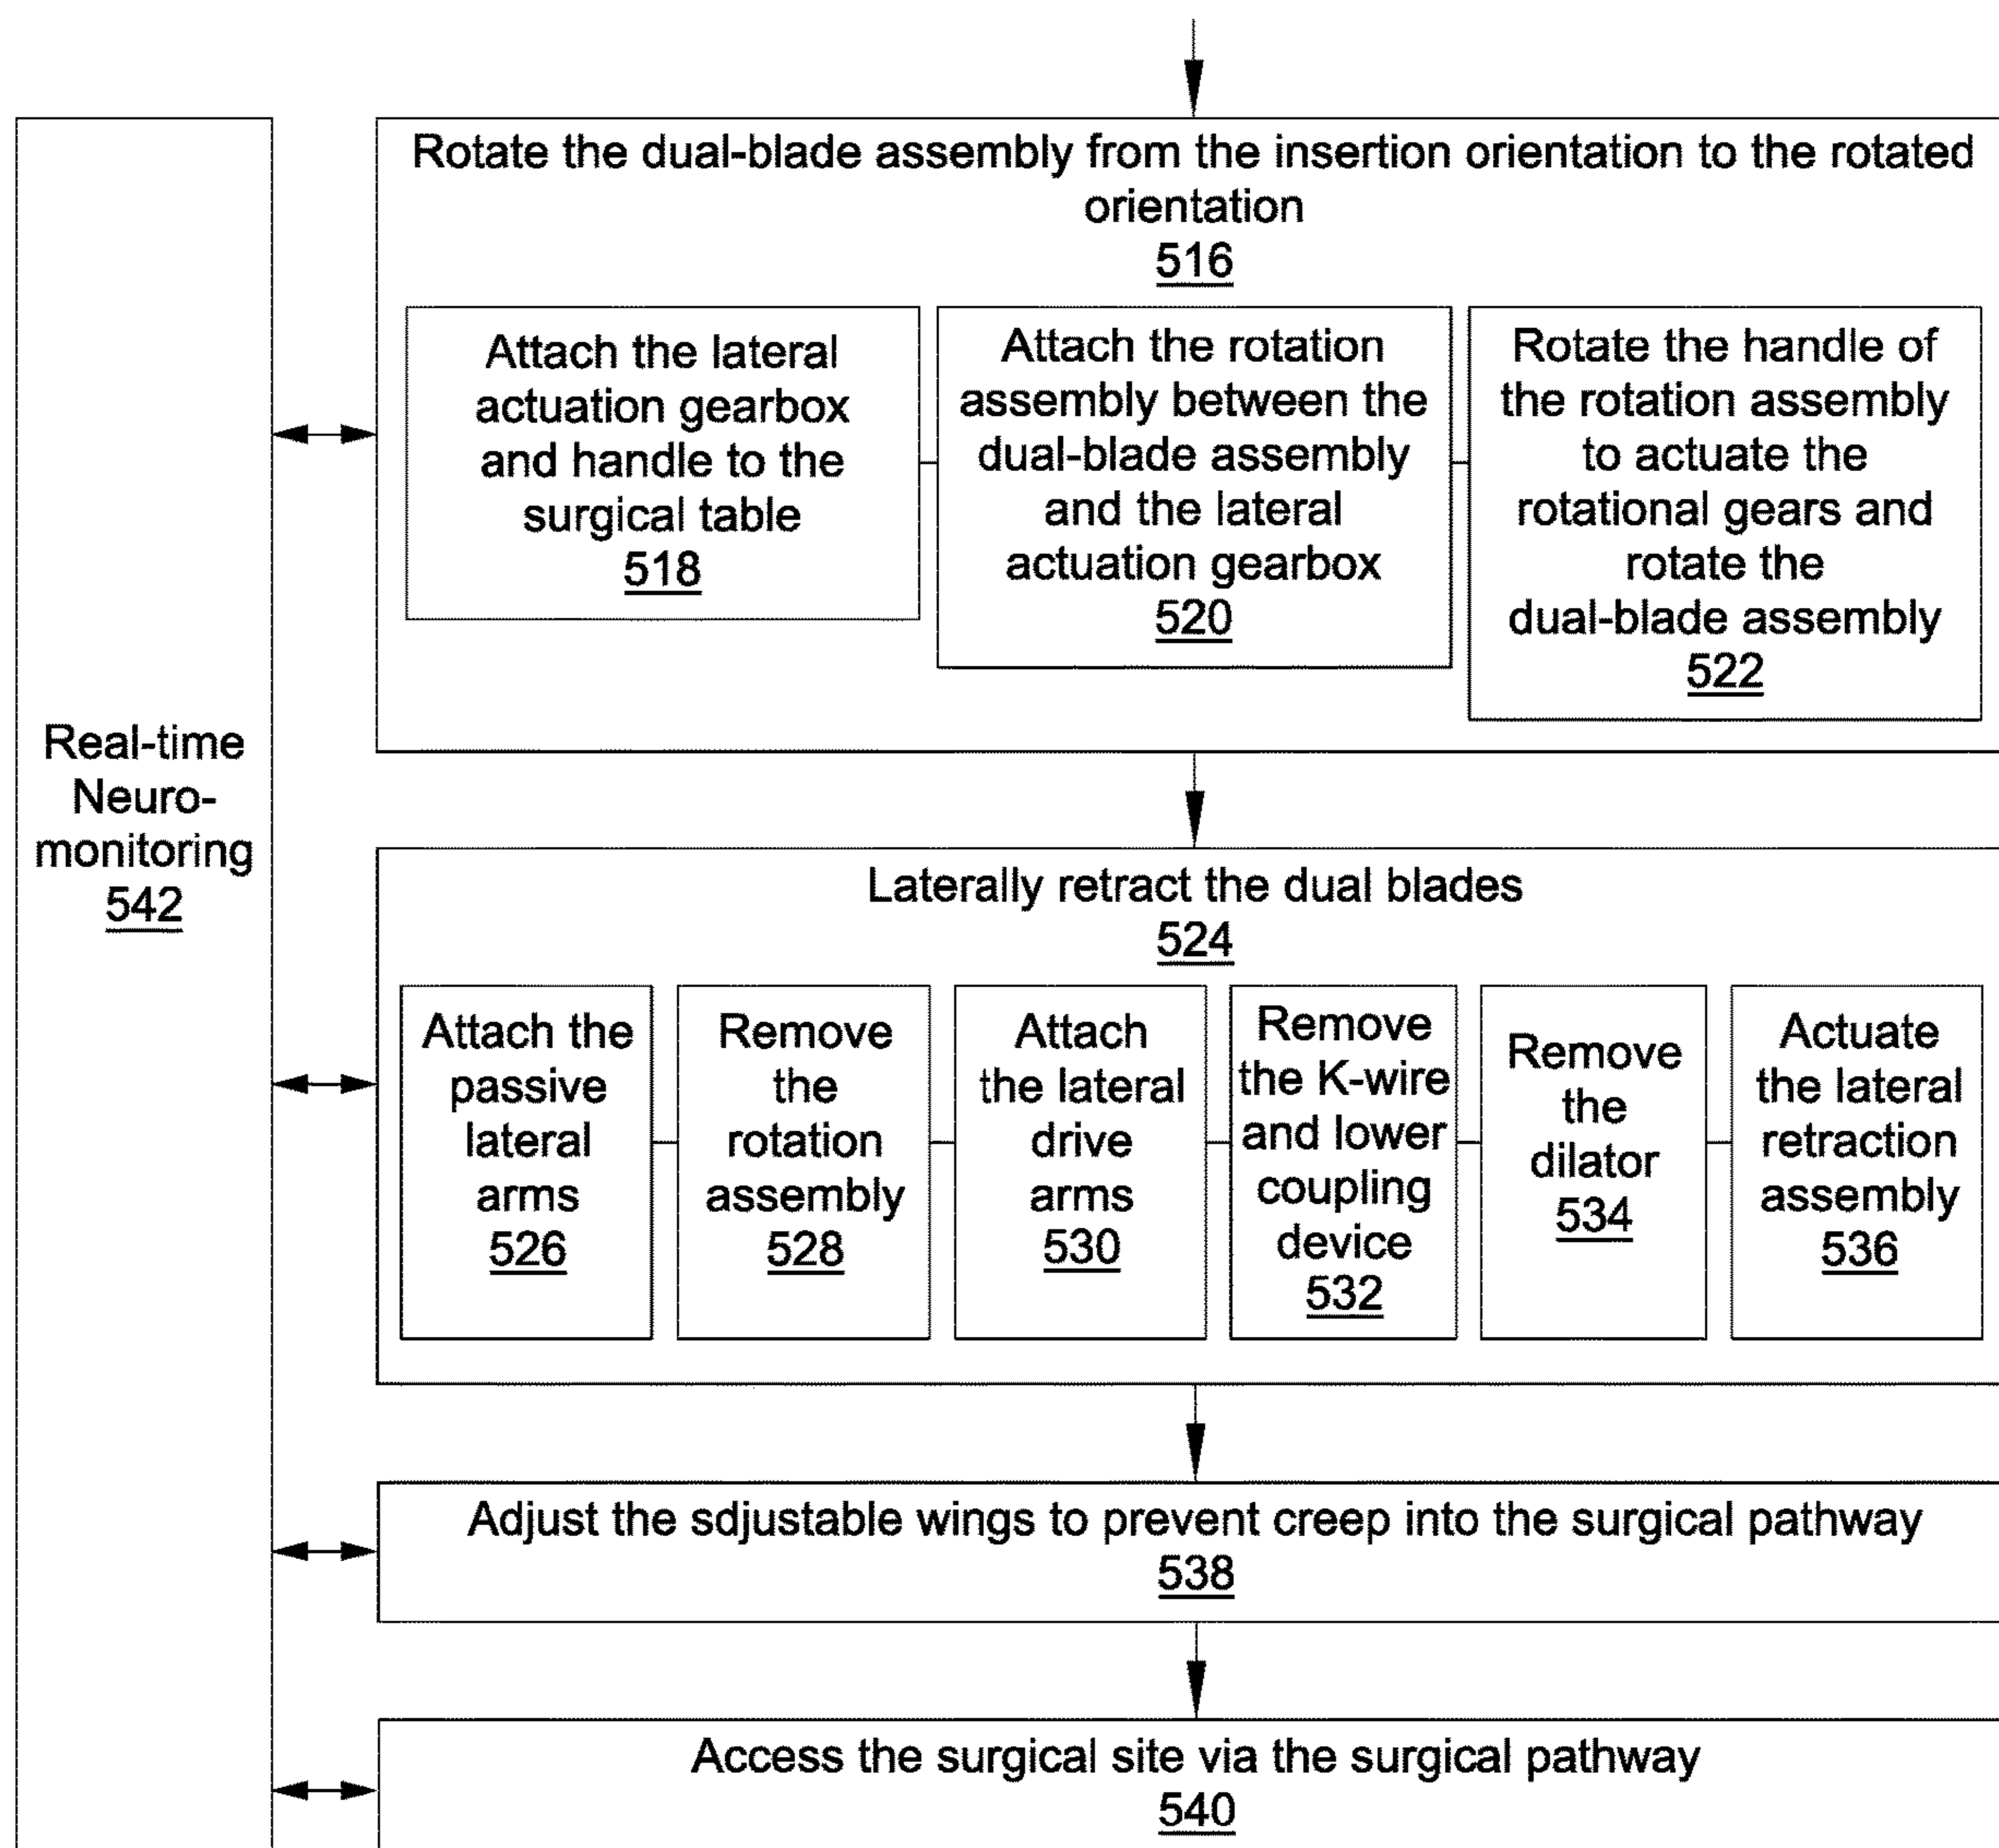 Rotate the dual-blade assembly from the insertion orientation to the rotated
orientation
516
Attach the lateral
actuation gearbox
and handle to the
surgical table
518
Attach the rotation
assembly between the
dual-blade assembly
and the lateral
actuation gearbox
520
Rotate the handle of
the rotation assembly
to actuate the
rotational gears and
rotate the
dual-blade assembly
522
Real-time
Neuro-
monitoring
542
Laterally retract the dual blades
524
Attach the
passive
lateral
arms
526
Remove
the
rotation
assembly
528
Attach
the lateral
drive
arms
530
Remove
the K-wire
and lower
coupling
device
532
Remove
the
dilator
534
Actuate
the lateral
retraction
assembly
536
Adjust the sdjustable wings to prevent creep into the surgical pathway
538
Access the surgical site via the surgical pathway
540